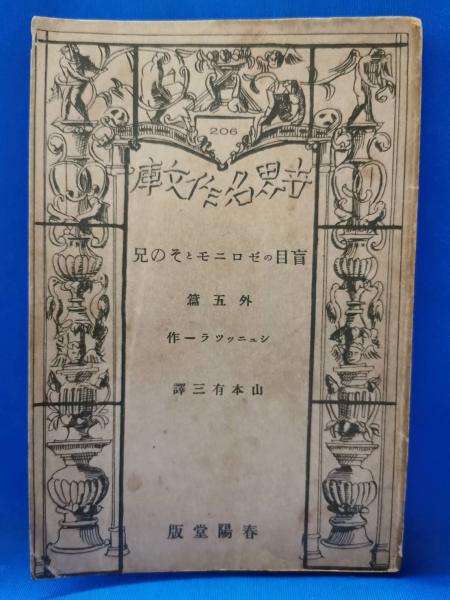 206
世界名作文庫
盲目のゼロニモとその兄
外五篇
シュニッツラー作
山本有三譯
春陽堂版